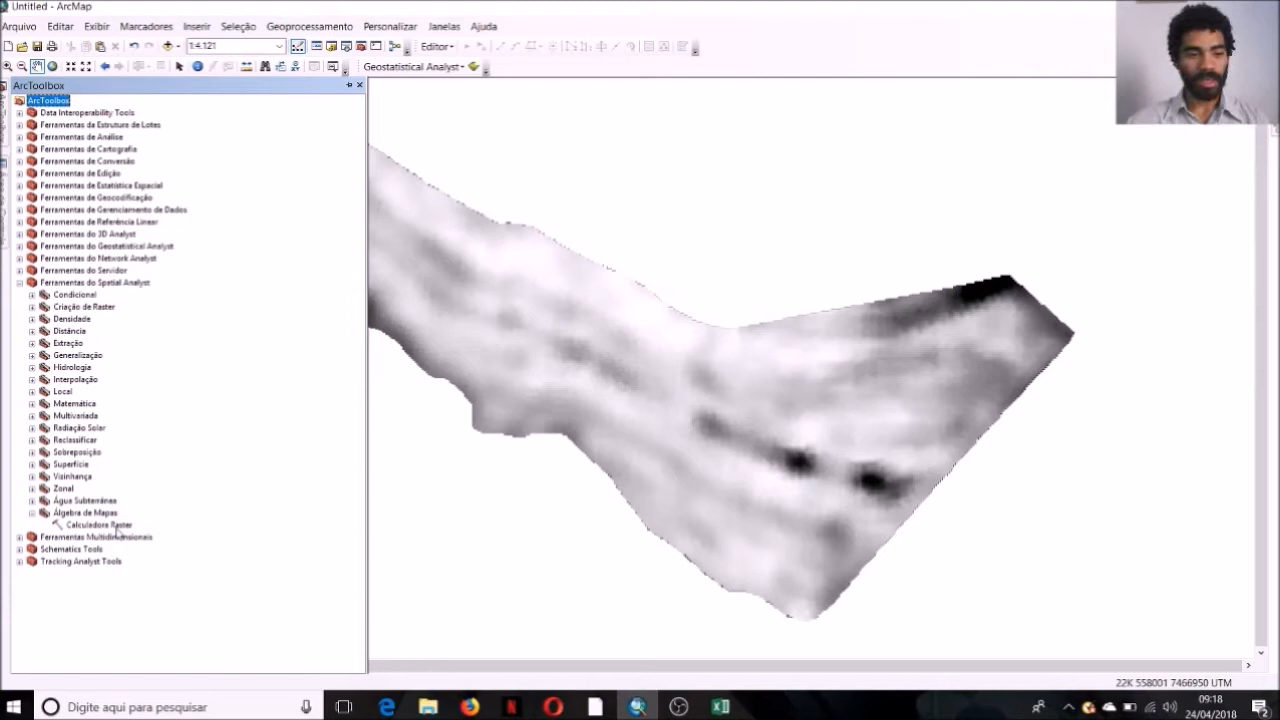 Untitled - ArcMap
Arquivo Editar Exibir Marcadores Inserir Seleção Geoprocessamento Personalizar Janelas Ajuda
1:4.121 Editor
Geostatistical Analyst
ArcToolbox
ArcToolbox
Data Interoperability Tools
Ferramentas da Estrutura de Lotes
Ferramentas de Análise
Ferramentas de Cartografia
Ferramentas de Conversão
Ferramentas de Edição
Ferramentas de Estatística Espacial
Ferramentas de Geocodificação
Ferramentas de Gerenciamento de Dados
Ferramentas de Referência Linear
Ferramentas do 3D Analyst
Ferramentas do Geostatistical Analyst
Ferramentas do Network Analyst
Ferramentas do Servidor
Ferramentas do Spatial Analyst
Condicional
Criação de Raster
Densidade
Distância
Extração
Generalização
Hidrologia
Interpolação
Local
Matemática
Multivariada
Radiação Solar
Reclassificar
Sobreposição
Superfície
Vizinhança
Zonal
Água Subterrânea
Álgebra de Mapas
Calculadora Raster
Ferramentas Multidimensionais
Schematics Tools
Tracking Analyst Tools
22K 558001 7466950 UTM
Digite aqui para pesquisar
09:18
24/04/2018